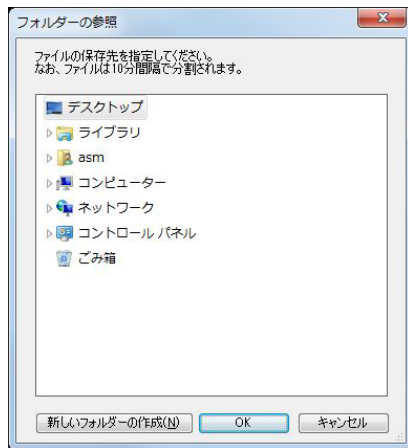 フォルダーの参照
ファイルの保存先を指定してください。
なお、ファイルは10分間隔で分割されます。
デスクトップ
ライブラリ
asm
コンピューター
ネットワーク
コントロール パネル
ごみ箱
新しいフォルダーの作成(N)
OK
キャンセル